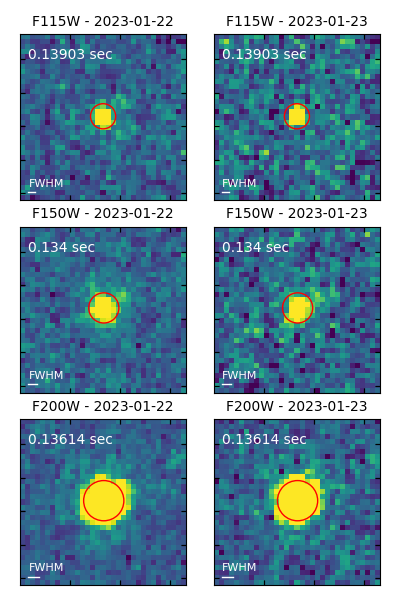 F115W - 2023-01-22
F115W - 2023-01-23
0.13903 sec
0.13903 sec
FWHM
FWHM
F150W - 2023-01-22
F150W - 2023-01-23
0.134 sec
0.134 sec
FWHM
FWHM
F200W - 2023-01-22
F200W - 2023-01-23
0.13614 sec
0.13614 sec
FWHM
FWHM